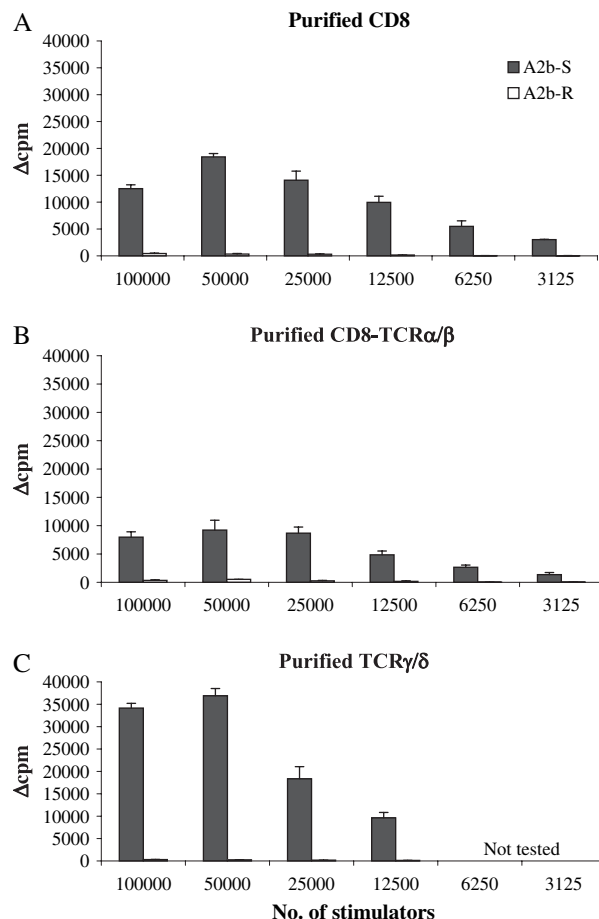 A
Purified CD8
40000
35000
30000
25000
20000
15000
10000
5000
0
Δcpm
A2b-S
A2b-R
100000 50000 25000 12500 6250 3125
B
Purified CD8-TCRα/β
40000
35000
30000
25000
20000
15000
10000
5000
0
Δcpm
100000 50000 25000 12500 6250 3125
C
Purified TCRγ/δ
40000
35000
30000
25000
20000
15000
10000
5000
0
Δcpm
Not tested
100000 50000 25000 12500 6250 3125
No. of stimulators